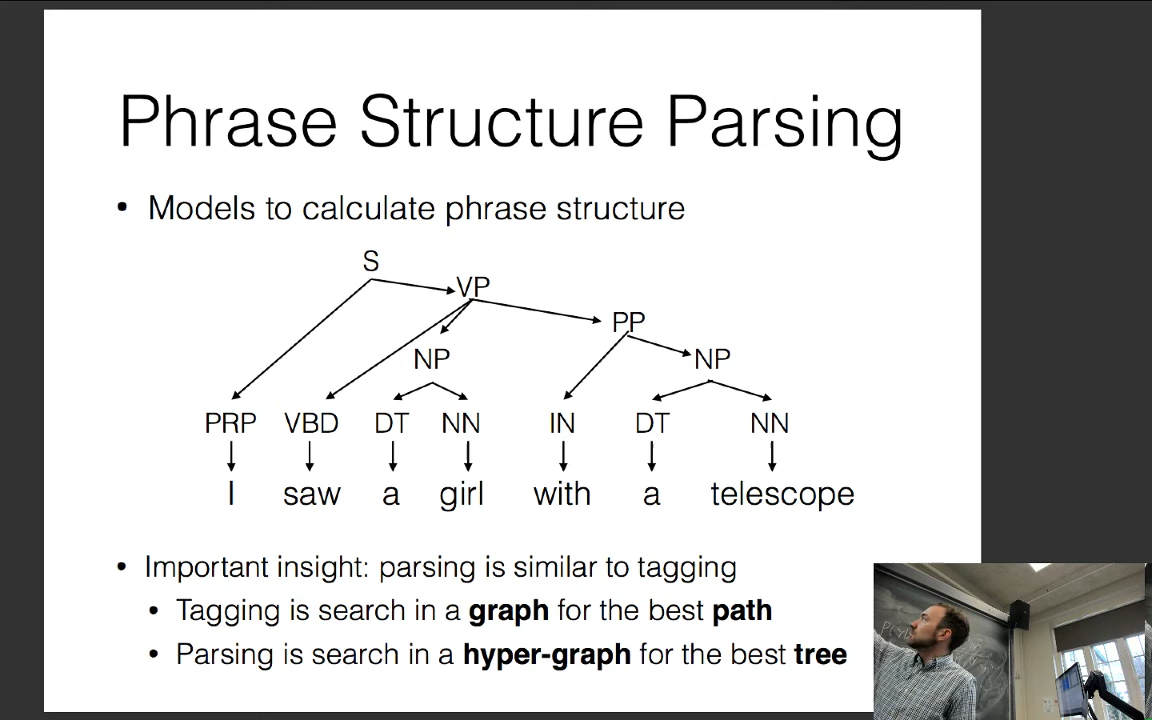 Phrase Structure Parsing
• Models to calculate phrase structure
S
VP
PP
NP NP
PRP VBD DT NN IN DT NN
I saw a girl with a telescope
• Important insight: parsing is similar to tagging
• Tagging is search in a graph for the best path
• Parsing is search in a hyper-graph for the best tree